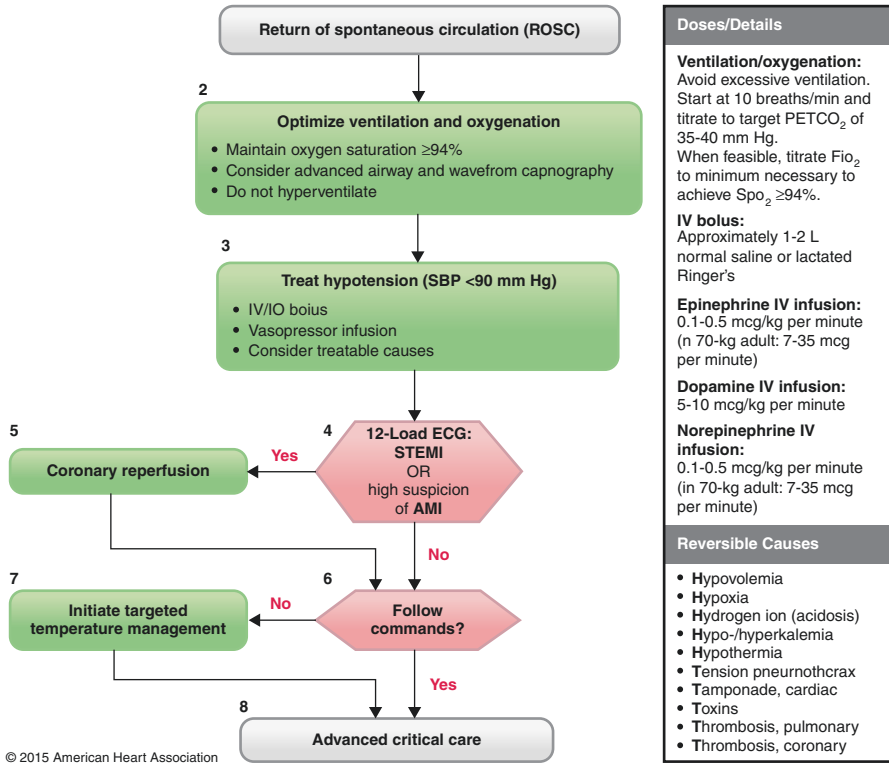 Return of spontaneous circulation (ROSC)
2
Optimize ventilation and oxygenation
• Maintain oxygen saturation ≥94%
• Consider advanced airway and wavefrom capnography
• Do not hyperventilate
3
Treat hypotension (SBP <90 mm Hg)
• IV/IO boius
• Vasopressor infusion
• Consider treatable causes
4
12-Load ECG:
STEMI
OR
high suspicion
of AMI
Yes
5
Coronary reperfusion
No
6
Follow
commands?
No
7
Initiate targeted
temperature management
Yes
8
Advanced critical care
© 2015 American Heart Association
Doses/Details
Ventilation/oxygenation:
Avoid excessive ventilation.
Start at 10 breaths/min and
titrate to target PETCO2 of
35-40 mm Hg.
When feasible, titrate Fio2
to minimum necessary to
achieve Spo2 ≥94%.
IV bolus:
Approximately 1-2 L
normal saline or lactated
Ringer's
Epinephrine IV infusion:
0.1-0.5 mcg/kg per minute
(n 70-kg adult: 7-35 mcg
per minute)
Dopamine IV infusion:
5-10 mcg/kg per minute
Norepinephrine IV
infusion:
0.1-0.5 mcg/kg per minute
(in 70-kg adult: 7-35 mcg
per minute)
Reversible Causes
• Hypovolemia
• Hypoxia
• Hydrogen ion (acidosis)
• Hypo-/hyperkalemia
• Hypothermia
• Tension pneurnothcrax
• Tamponade, cardiac
• Toxins
• Thrombosis, pulmonary
• Thrombosis, coronary